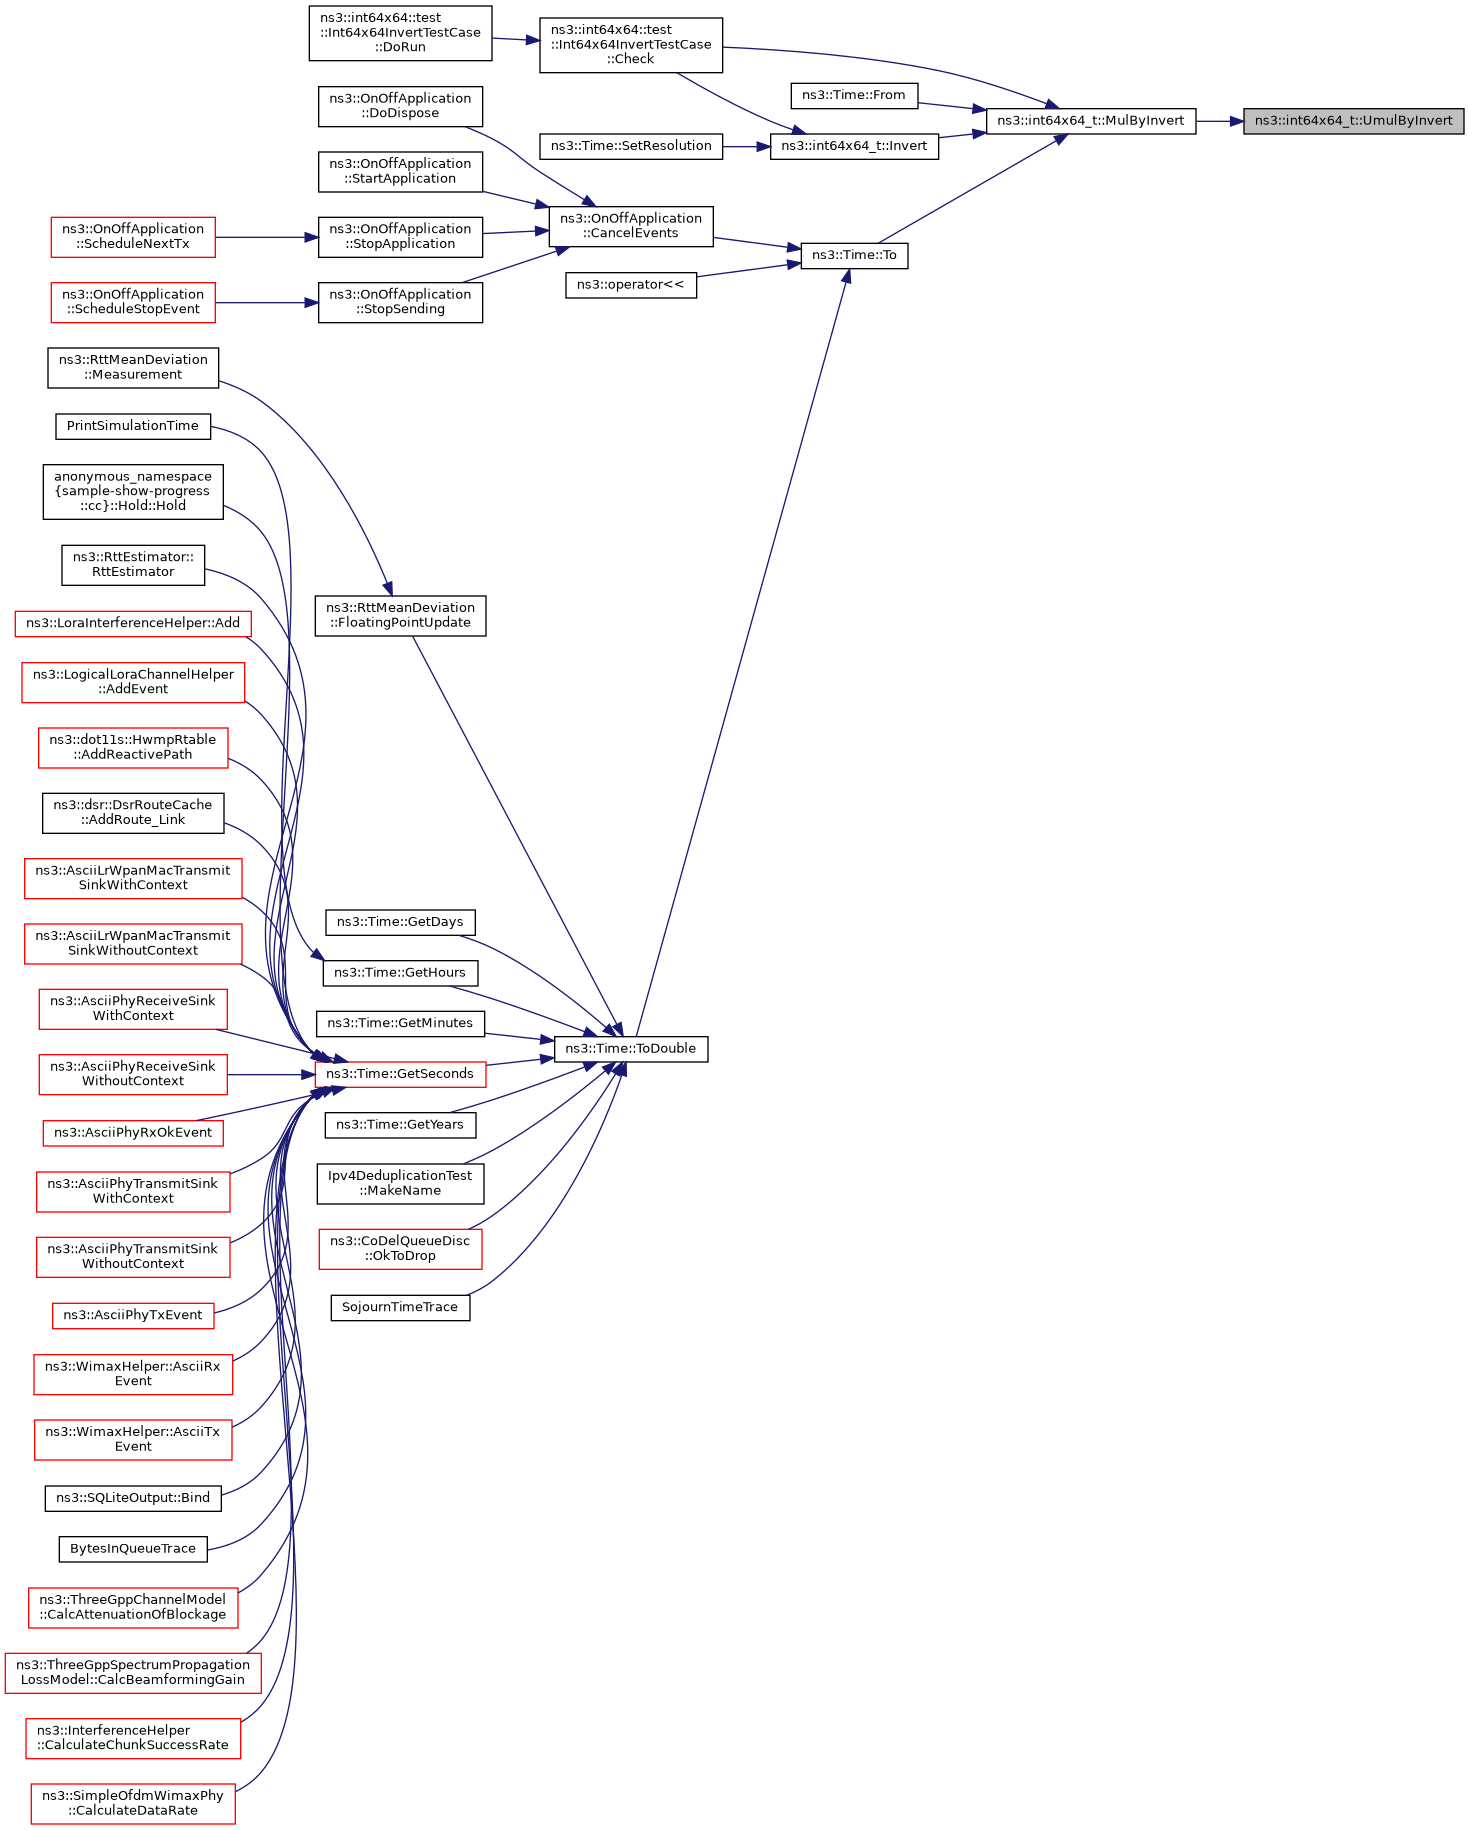 ns3::int64x64::test
::Int64x64InvertTestCase
::DoRun
ns3::int64x64::test
::Int64x64InvertTestCase
::Check
ns3::Time::From
ns3::int64x64_t::MulByInvert
ns3::int64x64_t::UmulByInvert
ns3::OnOffApplication
::DoDispose
ns3::Time::SetResolution
ns3::int64x64_t::Invert
ns3::OnOffApplication
::StartApplication
ns3::OnOffApplication
::CancelEvents
ns3::OnOffApplication
::ScheduleNextTx
ns3::OnOffApplication
::StopApplication
ns3::Time::To
ns3::operator<<
ns3::OnOffApplication
::ScheduleStopEvent
ns3::OnOffApplication
::StopSending
ns3::RttMeanDeviation
::Measurement
PrintSimulationTime
anonymous_namespace
{sample-show-progress
::cc}::Hold::Hold
ns3::RttEstimator::
RttEstimator
ns3::RttMeanDeviation
::FloatingPointUpdate
ns3::LoraInterferenceHelper::Add
ns3::LogicalLoraChannelHelper
::AddEvent
ns3::dot11s::HwmpRtable
::AddReactivePath
ns3::dsr::DsrRouteCache
::AddRoute_Link
ns3::AsciiLrWpanMacTransmit
SinkWithContext
ns3::AsciiLrWpanMacTransmit
SinkWithoutContext
ns3::Time::GetDays
ns3::Time::GetHours
ns3::AsciiPhyReceiveSink
WithContext
ns3::Time::GetMinutes
ns3::Time::ToDouble
ns3::AsciiPhyReceiveSink
WithoutContext
ns3::Time::GetSeconds
ns3::AsciiPhyRxOkEvent
ns3::Time::GetYears
ns3::AsciiPhyTransmitSink
WithContext
Ipv4DeduplicationTest
::MakeName
ns3::AsciiPhyTransmitSink
WithoutContext
ns3::CoDelQueueDisc
::OkToDrop
ns3::AsciiPhyTxEvent
SojournTimeTrace
ns3::WimaxHelper::AsciiRx
Event
ns3::WimaxHelper::AsciiTx
Event
ns3::SQLiteOutput::Bind
BytesInQueueTrace
ns3::ThreeGppChannelModel
::CalcAttenuationOfBlockage
ns3::ThreeGppSpectrumPropagation
LossModel::CalcBeamformingGain
ns3::InterferenceHelper
::CalculateChunkSuccessRate
ns3::SimpleOfdmWimaxPhy
::CalculateDataRate